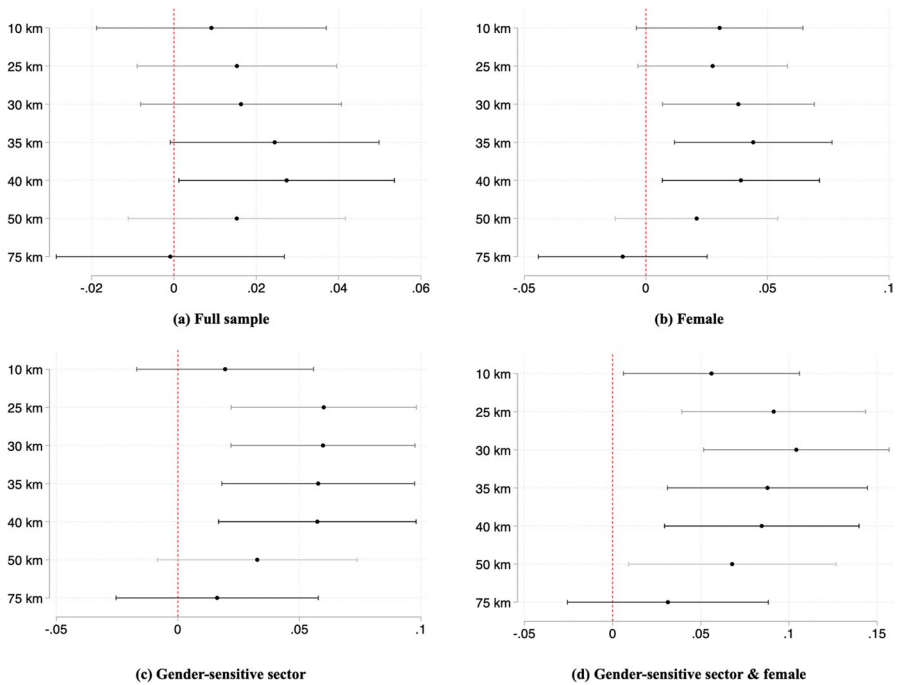 10 km
25 km
30 km
35 km
40 km
50 km
75 km
-.02 0 .02 .04 .06
(a) Full sample
10 km
25 km
30 km
35 km
40 km
50 km
75 km
-.05 0 .05 .1
(b) Female
10 km
25 km
30 km
35 km
40 km
50 km
75 km
-.05 0 .05 .1
(c) Gender-sensitive sector
10 km
25 km
30 km
35 km
40 km
50 km
75 km
-.05 0 .05 .1 .15
(d) Gender-sensitive sector & female